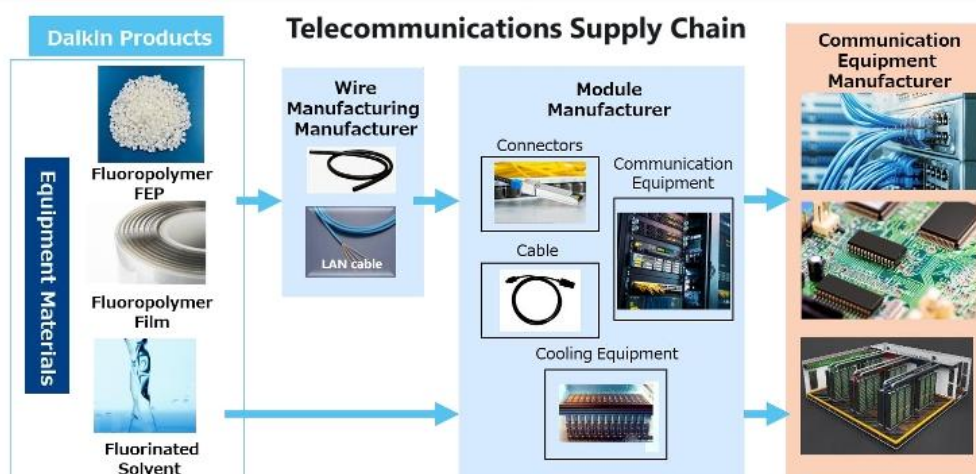 Telecommunications Supply Chain
Daikin Products
Equipment Materials
Fluoropolymer
FEP
Fluoropolymer
Film
Fluorinated
Solvent
Wire
Manufacturing
Manufacturer
LAN cable
Module
Manufacturer
Connectors
Communication
Equipment
Cable
Cooling Equipment
Communication
Equipment
Manufacturer